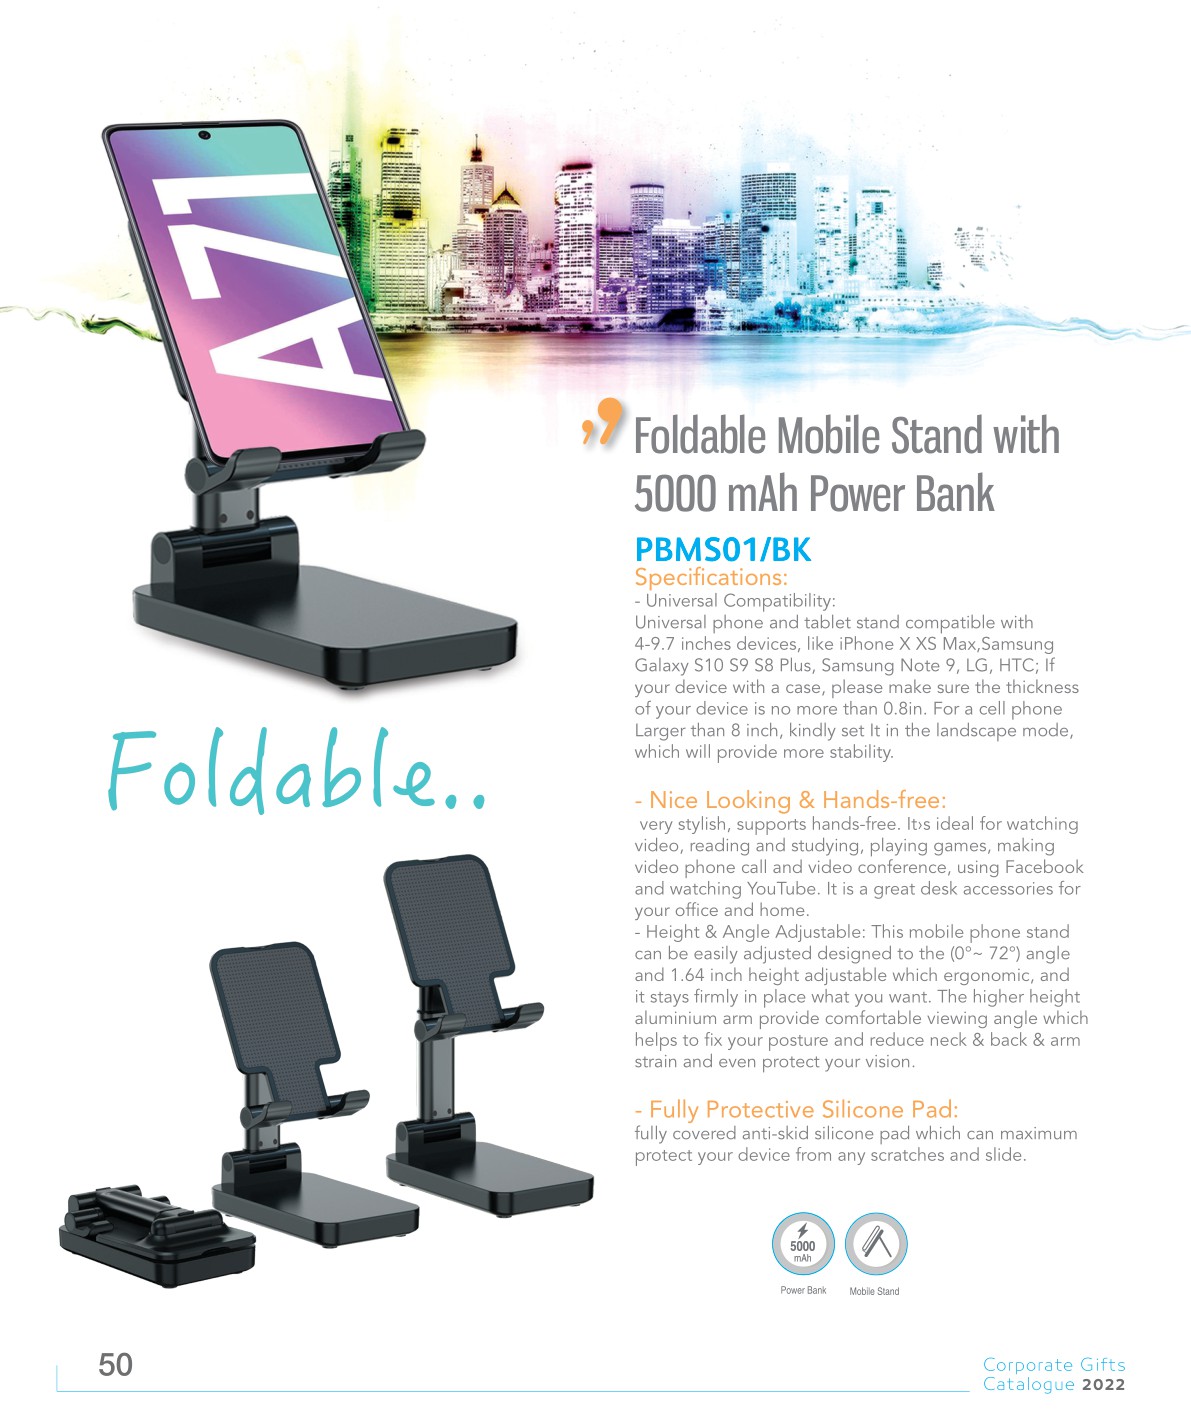 A71
Foldable Mobile Stand with
5000 mAh Power Bank
PBMS01/BK
Specifications:
- Universal Compatibility:
Universal phone and tablet stand compatible with
4-9.7 inches devices, like iPhone X XS Max,Samsung
Galaxy S10 S9 S8 Plus, Samsung Note 9, LG, HTC; If
your device with a case, please make sure the thickness
of your device is no more than 0.8in. For a cell phone
Larger than 8 inch, kindly set It in the landscape mode,
which will provide more stability.
- Nice Looking & Hands-free:
very stylish, supports hands-free. It›s ideal for watching
video, reading and studying, playing games, making
video phone call and video conference, using Facebook
and watching YouTube. It is a great desk accessories for
your office and home.
- Height & Angle Adjustable: This mobile phone stand
can be easily adjusted designed to the (0°~ 72°) angle
and 1.64 inch height adjustable which ergonomic, and
it stays firmly in place what you want. The higher height
aluminium arm provide comfortable viewing angle which
helps to fix your posture and reduce neck & back & arm
strain and even protect your vision.
- Fully Protective Silicone Pad:
fully covered anti-skid silicone pad which can maximum
protect your device from any scratches and slide.
Foldable..
5000
mAh
Power Bank
Mobile Stand
50
Corporate Gifts
Catalogue 2022